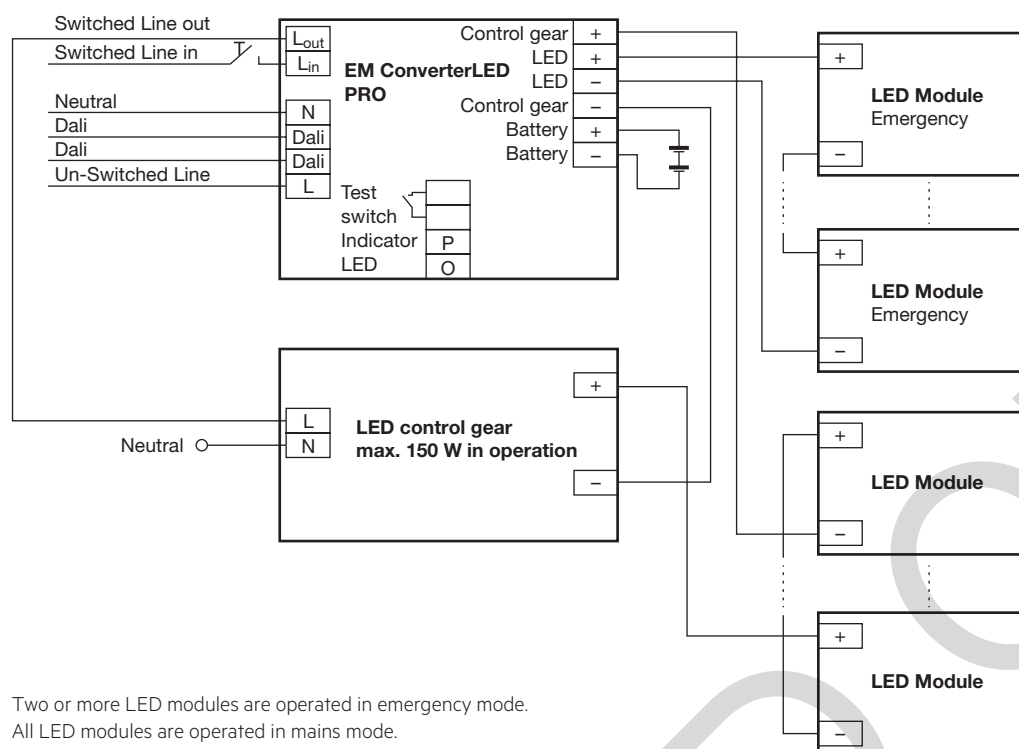 Switched Line out
Switched Line in
Neutral
Dali
Dali
Un-Switched Line
Lout
Lin
N
Dali
Dali
L
EM ConverterLED
PRO
Test
switch
Indicator P
LED O
Control gear +
LED +
LED –
Control gear –
Battery +
Battery –
+
LED Module
Emergency
–
+
LED Module
Emergency
–
L
N
Neutral
LED control gear
max. 150 W in operation
+
–
+
LED Module
–
+
LED Module
–
Two or more LED modules are operated in emergency mode.
All LED modules are operated in mains mode.